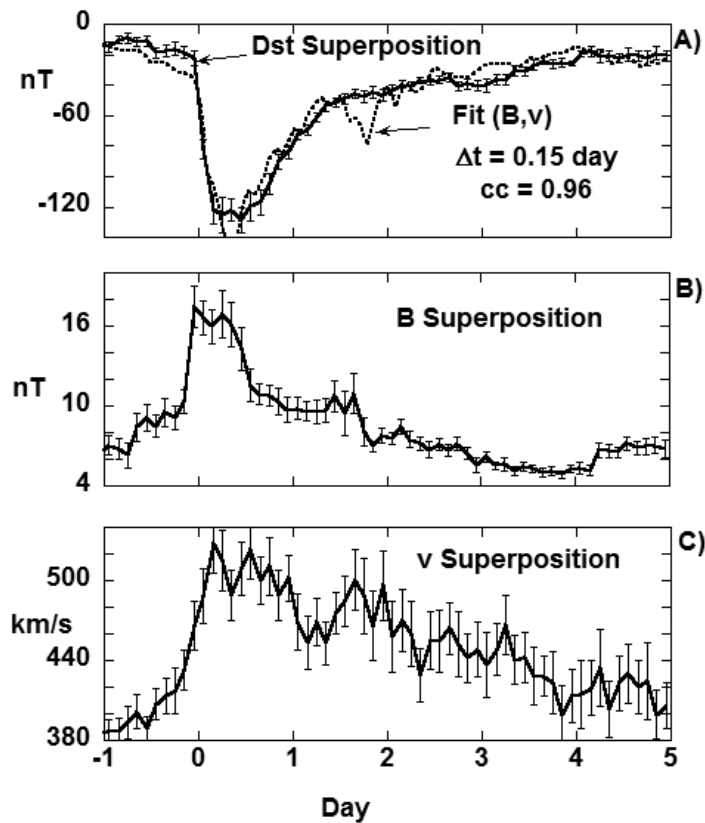 0
nT
-60
-120
A)
Dst Superposition
Fit (B,v)
Δt = 0.15 day
cc = 0.96
B)
B Superposition
16
nT
10
4
C)
v Superposition
500
km/s
440
380
-1 0 1 2 3 4 5
Day